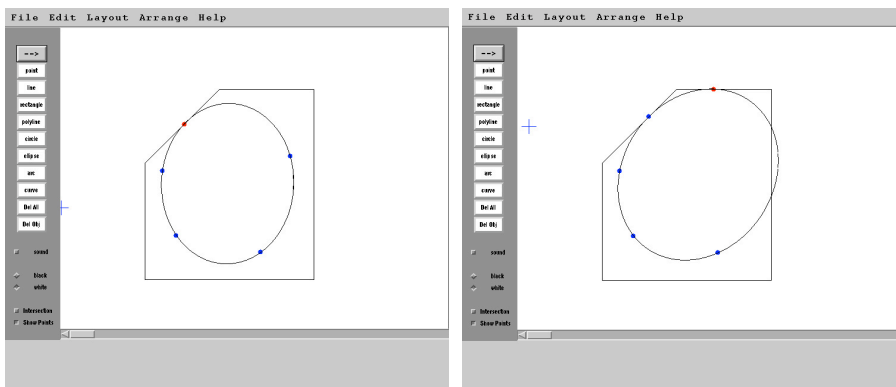 File Edit Layout Arrange Help
-->
point
line
rectangle
polyline
circle
elipse
arc
curve
Del All
Del Obj
sound
black
white
Intersection
Show Points
File Edit Layout Arrange Help
-->
point
line
rectangle
polyline
circle
elipse
arc
curve
Del All
Del Obj
sound
black
white
Intersection
Show Points